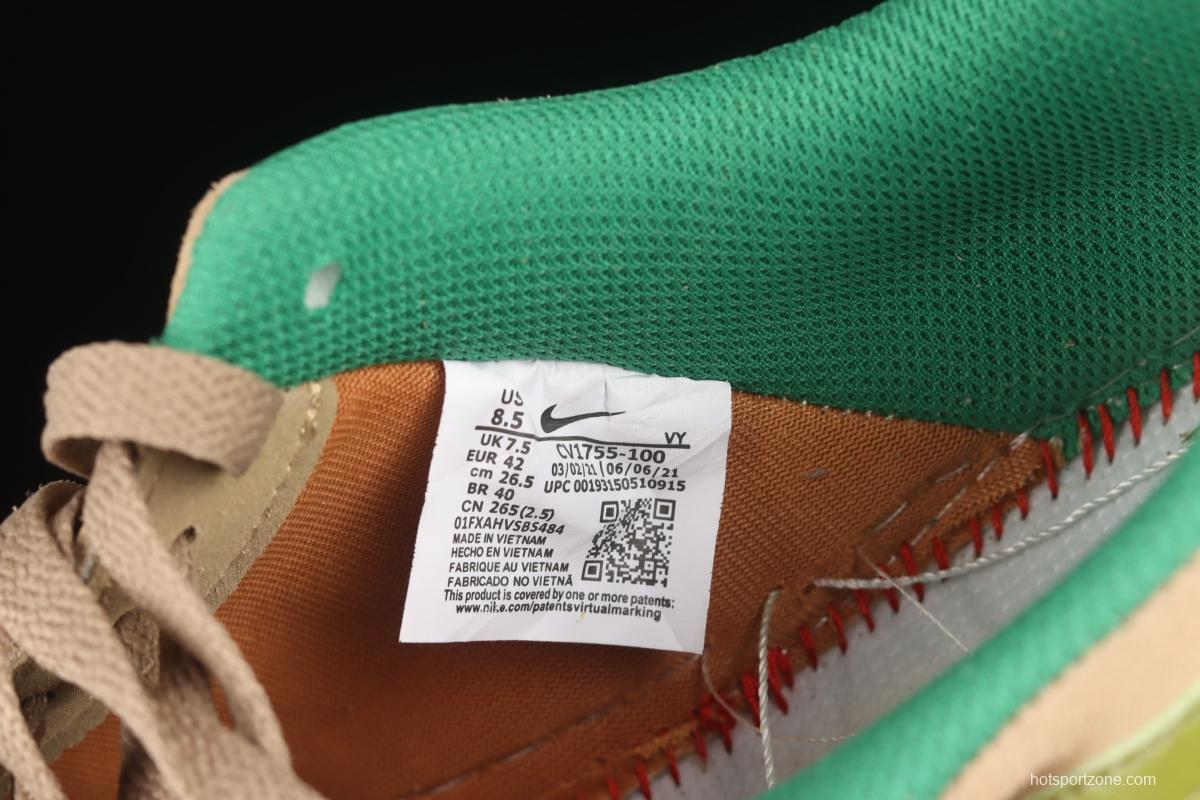 US
8.5
VY
UK 7.5
CV1755-100
EUR 42
03/02/21 | 06/06/21
cm 26.5
UPC 00193150510915
BR 40
CN 265(2.5)
01FXAHVSBS484
MADE IN VIETNAM
HECHO EN VIETNAM
FABRIQUE AU VIETNAM
FABRICADO NO VIETNÃ
This product is covered by one or more patents;
www.nike.com/patentsvirtualmarking
hotsportzone.com